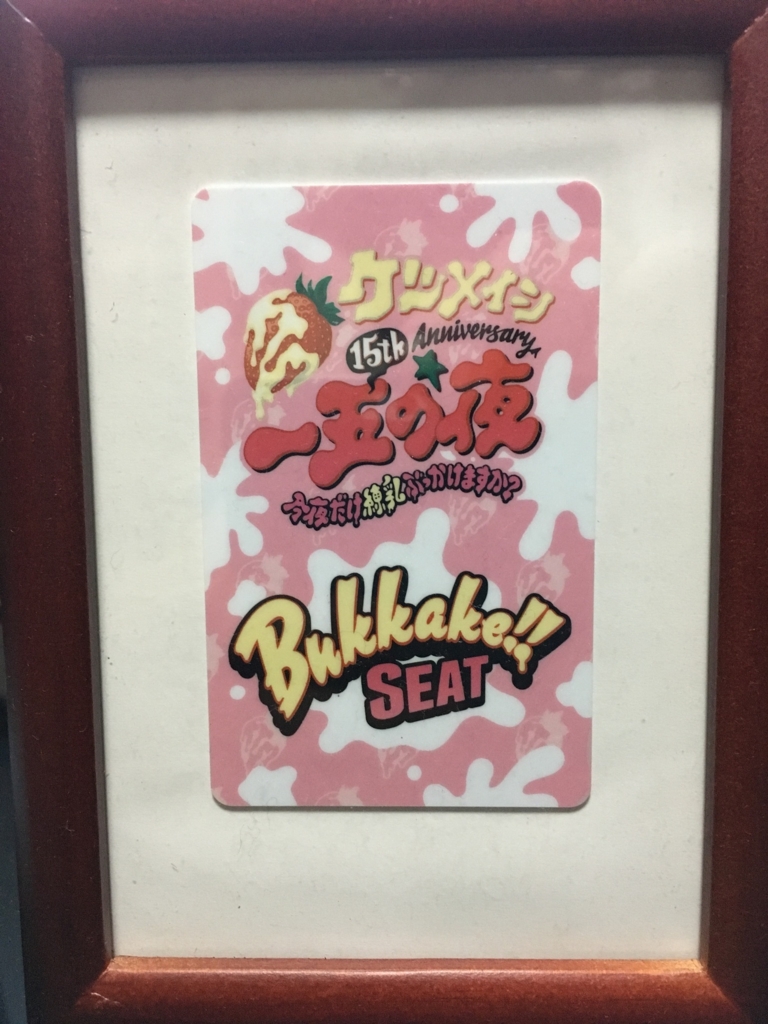 ケツメイシ
15th Anniversary
一五の夜
今夜だけ練乳ぶっかけますか?
Bukkake!!
SEAT